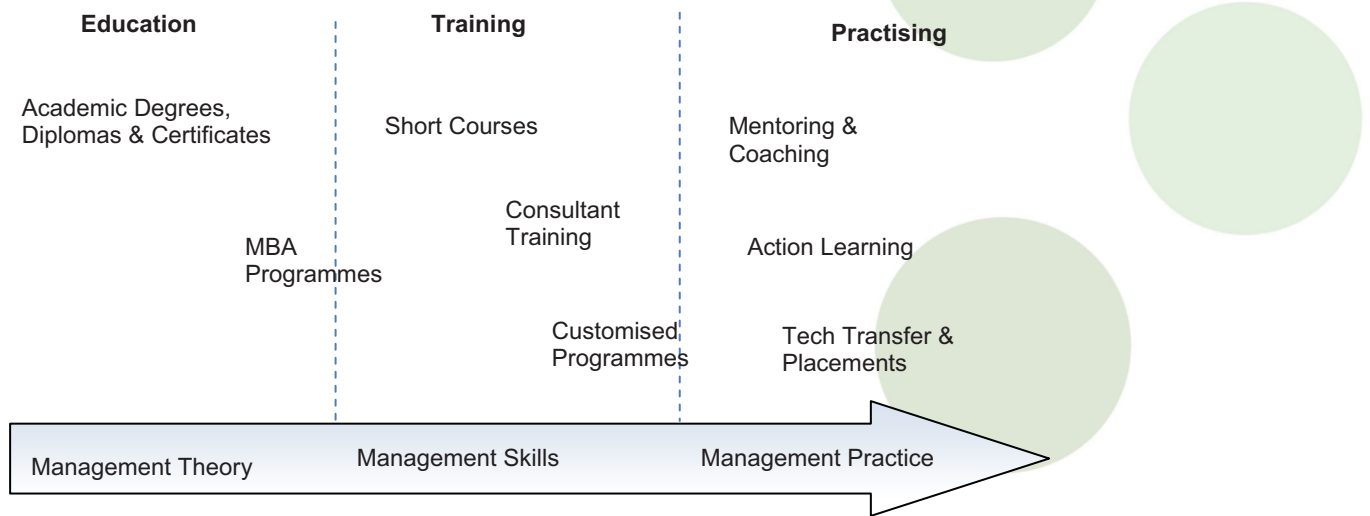 Education
Training
Practising
Academic Degrees,
Diplomas & Certificates
Short Courses
Mentoring &
Coaching
Consultant
Training
MBA
Programmes
Action Learning
Customised
Programmes
Tech Transfer &
Placements
Management Theory
Management Skills
Management Practice